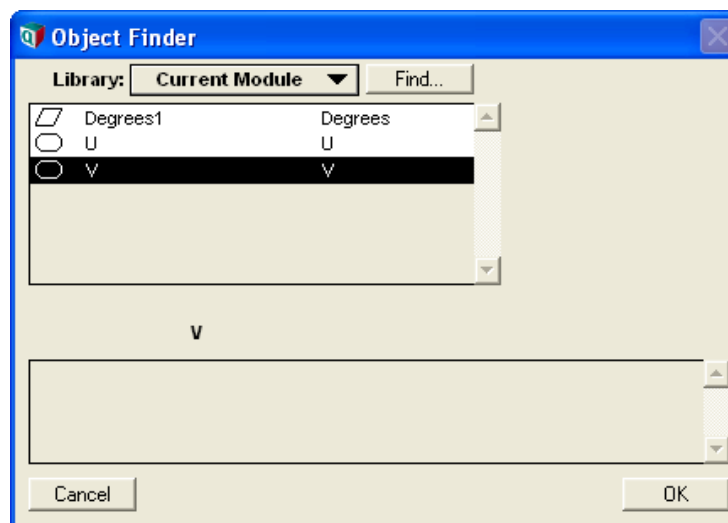 Object Finder
Library: Current Module Find...
Degrees1 Degrees
U U
V V
V
Cancel OK